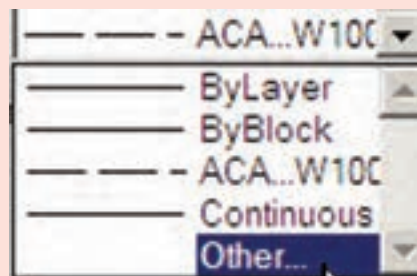 ACA...W100
ByLayer
ByBlock
ACA...W100
Continuous
Other...